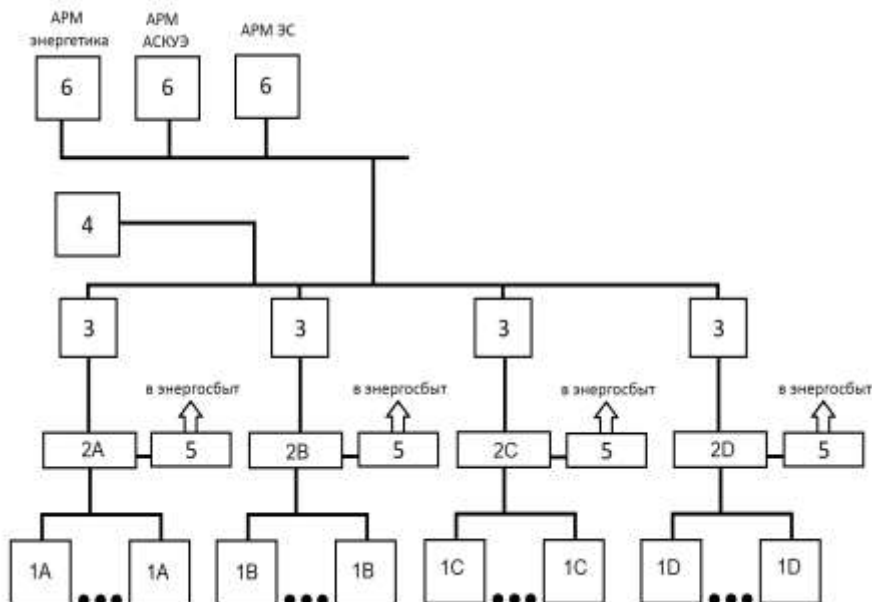 АРМ
энергетика
АРМ
АСКУЭ
АРМ ЭС
6
6
6
4
3
3
3
3
в энергосбыт
в энергосбыт
в энергосбыт
в энергосбыт
2A
5
2B
5
2C
5
2D
5
1A
1A
1B
1B
1C
1C
1D
1D